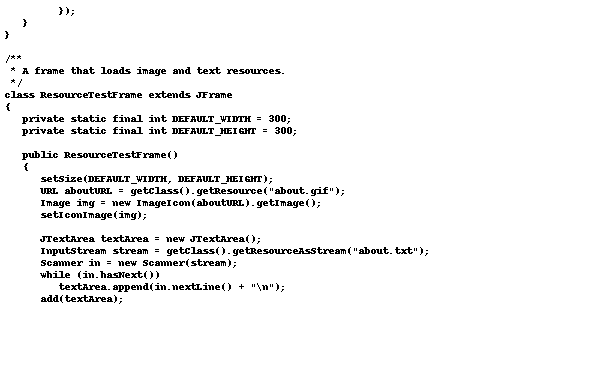 });
   }
}

/**
 * A frame that loads image and text resources.
 */
class ResourceTestFrame extends JFrame
{
   private static final int DEFAULT_WIDTH = 300;
   private static final int DEFAULT_HEIGHT = 300;

   public ResourceTestFrame()
   {
      setSize(DEFAULT_WIDTH, DEFAULT_HEIGHT);
      URL aboutURL = getClass().getResource("about.gif");
      Image img = new ImageIcon(aboutURL).getImage();
      setIconImage(img);

      JTextArea textArea = new JTextArea();
      InputStream stream = getClass().getResourceAsStream("about.txt");
      Scanner in = new Scanner(stream);
      while (in.hasNext())
         textArea.append(in.nextLine() + "\n");
      add(textArea);